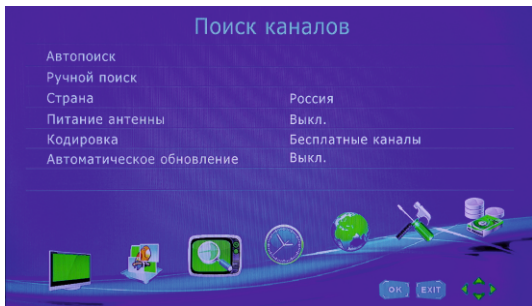 Поиск каналов
Автопоиск
Ручной поиск
Страна Россия
Питание антенны Выкл.
Кодировка Бесплатные каналы
Автоматическое обновление Выкл.
OK EXIT